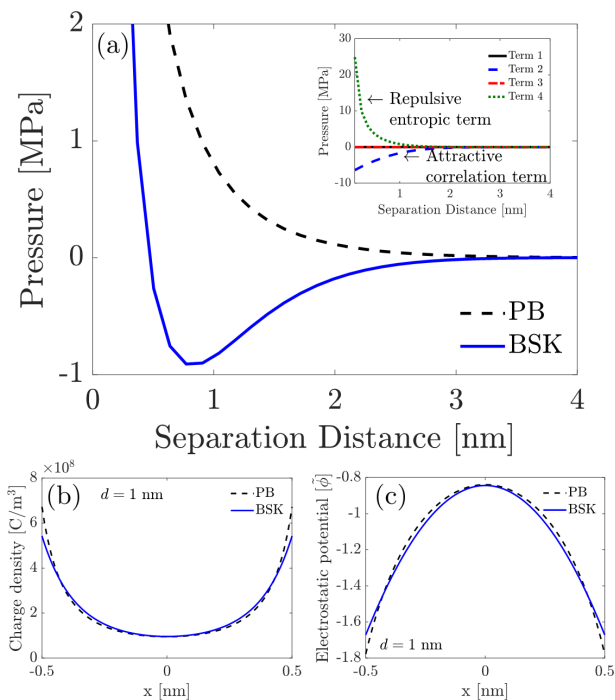 (a)
2
1
0
-1
Pressure [MPa]
0
1
2
3
4
Separation Distance [nm]
PB
BSK
30
20
10
0
-10
Pressure [MPa]
1
2
3
4
Separation Distance [nm]
Term 1
Term 2
Term 3
Term 4
← Repulsive
entropic term
← Attractive
correlation term
(b)
d = 1 nm
PB
BSK
8 ×10⁸
6
4
2
0
Charge density [C/m³]
-0.5
0
0.5
x [nm]
(c)
PB
BSK
-0.8
-1
-1.2
-1.4
-1.6
-1.8
Electrostatic potential [ϕ̃]
d = 1 nm
-0.5
0
0.5
x [nm]